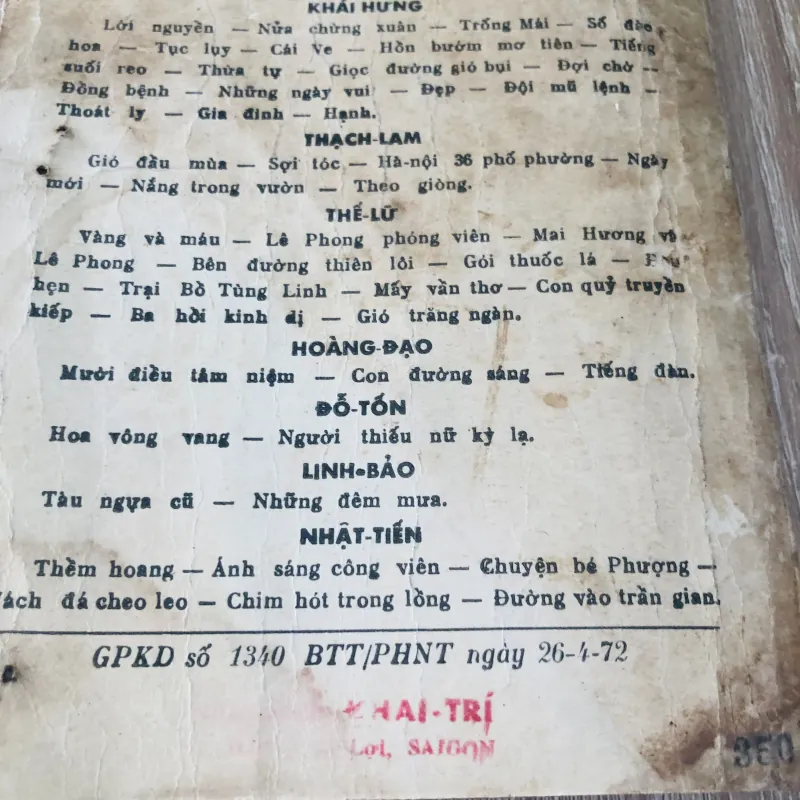 KHÁI HƯNG
Lời nguyền — Nửa chừng xuân — Trống Mái — Số đào
hoa — Tục lụy — Cái Ve — Hồn bướm mơ tiên — Tiếng
suối reo — Thừa tự — Giọc đường gió bụi — Đợi chờ —
Đồng bệnh — Những ngày vui — Đẹp — Đội mũ lệnh —
Thoát ly — Gia đình — Hạnh.
THẠCH-LAM
Gió đầu mùa — Sợi tóc — Hà-nội 36 phố phường — Ngày
mới — Nắng trong vườn — Theo giòng.
THẾ-LỮ
Vàng và máu — Lê Phong phóng viên — Mai Hương và
Lê Phong — Bên đường thiên lôi — Gói thuốc lá —
hẹn — Trại Bồ Tùng Linh — Mấy vần thơ — Con quỷ truyền
kiếp — Ba hồi kinh dị — Gió trăng ngàn.
HOÀNG-ĐẠO
Mười điều tâm niệm — Con đường sáng — Tiếng đàn.
ĐỖ-TỐN
Hoa vông vang — Người thiếu nữ kỳ lạ.
LINH-BẢO
Tàu ngựa cũ — Những đêm mưa.
NHẬT-TIẾN
Thềm hoang — Ánh sáng công viên — Chuyện bé Phượng —
Vách đá cheo leo — Chim hót trong lồng — Đường vào trần gian.
GPKD số 1340 BTT/PHNT ngày 26-4-72
KHAI-TRÍ
Lợi, SAIGON
350